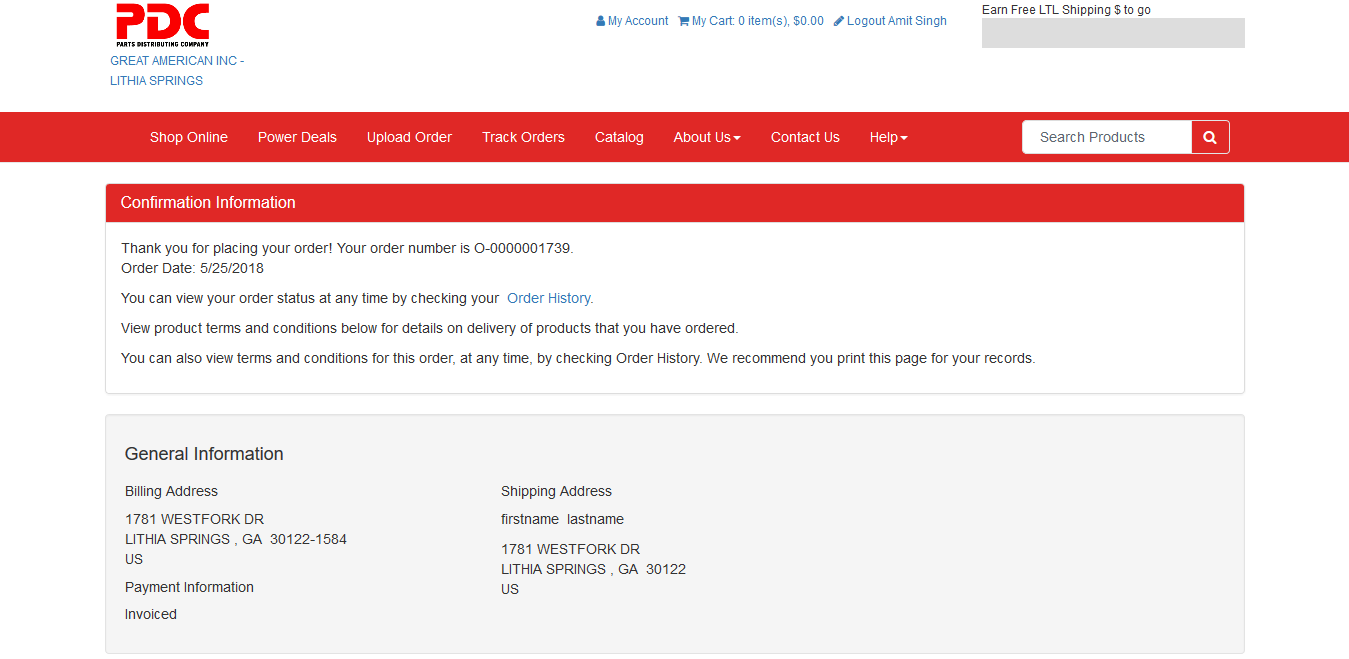 PDC
PARTS DISTRIBUTING COMPANY
GREAT AMERICAN INC -
LITHIA SPRINGS
My Account My Cart: 0 item(s), $0.00 Logout Amit Singh
Earn Free LTL Shipping $ to go
Shop Online Power Deals Upload Order Track Orders Catalog About Us Contact Us Help Search Products
Confirmation Information
Thank you for placing your order! Your order number is O-0000001739.
Order Date: 5/25/2018
You can view your order status at any time by checking your Order History.
View product terms and conditions below for details on delivery of products that you have ordered.
You can also view terms and conditions for this order, at any time, by checking Order History. We recommend you print this page for your records.
General Information
Billing Address
1781 WESTFORK DR
LITHIA SPRINGS , GA 30122-1584
US
Payment Information
Invoiced
Shipping Address
firstname lastname
1781 WESTFORK DR
LITHIA SPRINGS , GA 30122
US